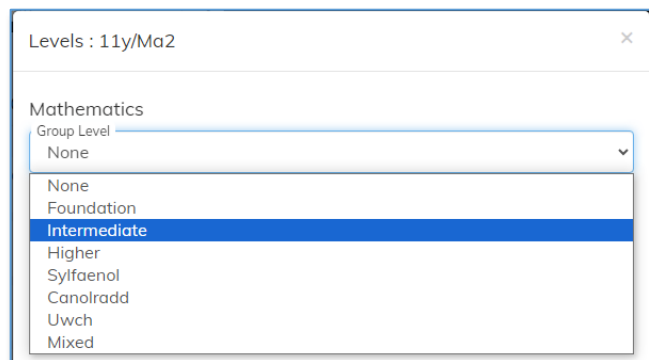 Levels : 11y/Ma2
×
Mathematics
Group Level
None
None
Foundation
Intermediate
Higher
Sylfaenol
Canolradd
Uwch
Mixed